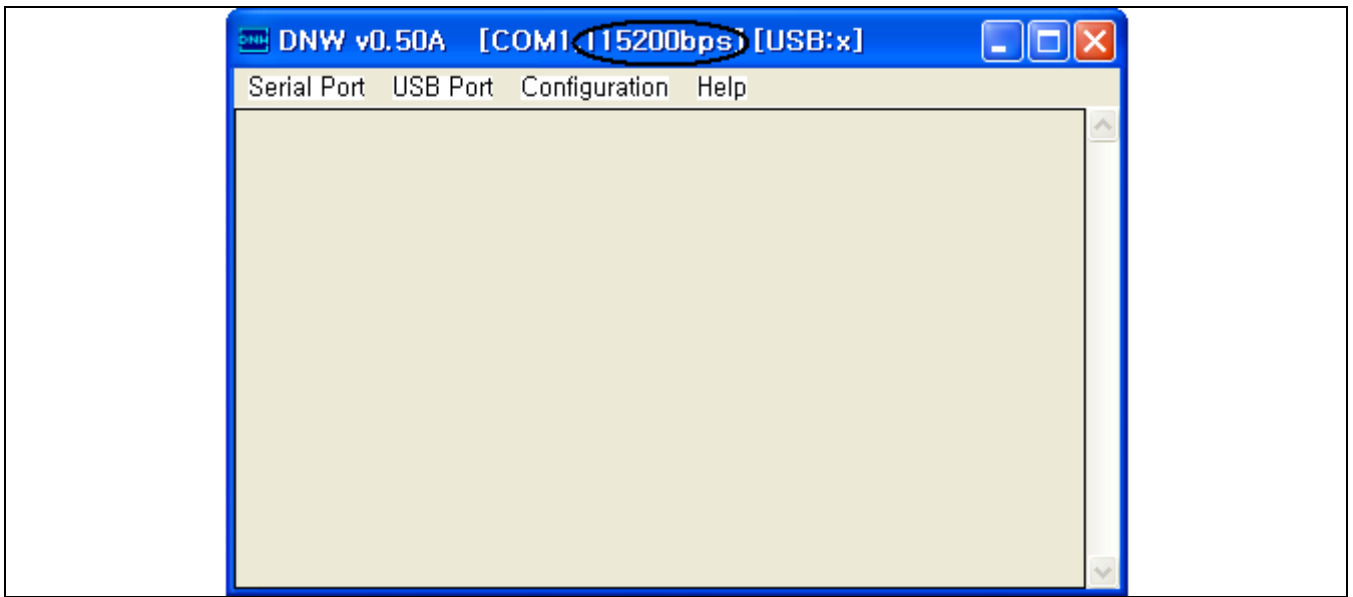 DNW v0.50A [COM1,115200bps] [USB:x]
Serial Port USB Port Configuration Help